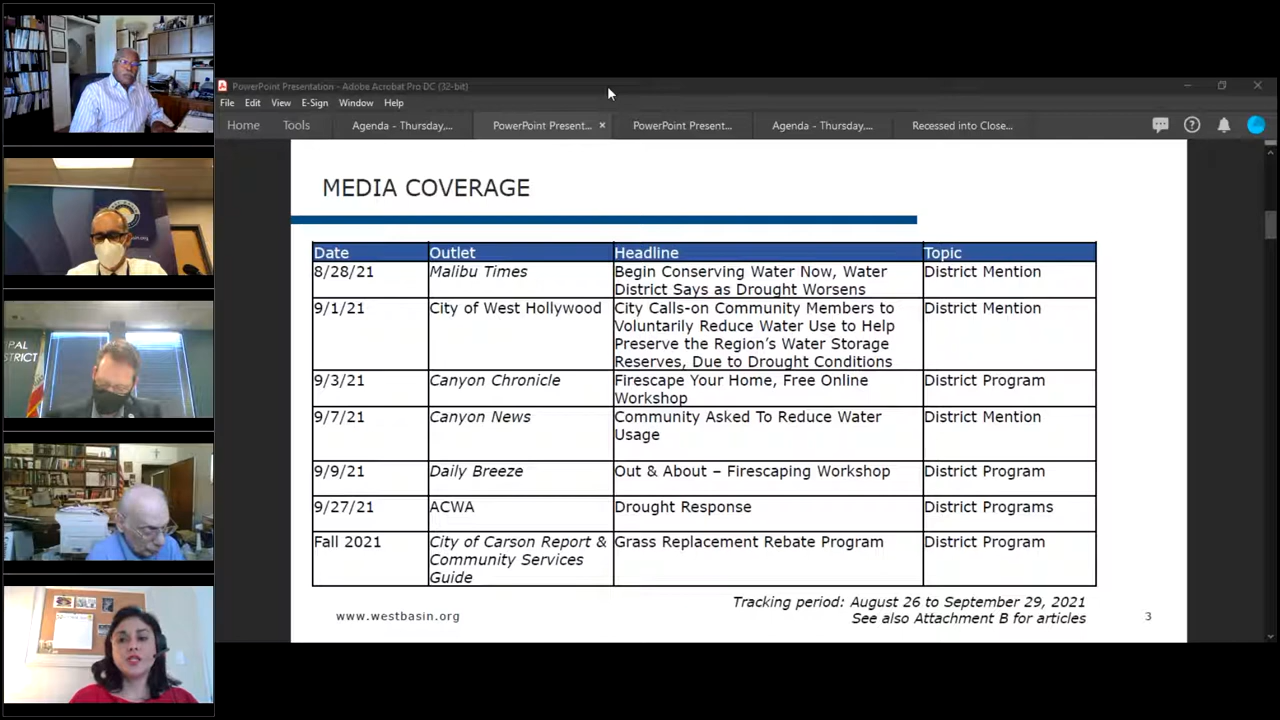 PowerPoint Presentation - Adobe Acrobat Pro DC (32-bit)
File Edit View E-Sign Window Help
Home Tools Agenda - Thursday,... PowerPoint Present... × PowerPoint Present... Agenda - Thursday,... Recessed into Close...
MEDIA COVERAGE
Date Outlet Headline Topic
8/28/21 Malibu Times Begin Conserving Water Now, Water District Mention
District Says as Drought Worsens
9/1/21 City of West Hollywood City Calls-on Community Members to District Mention
Voluntarily Reduce Water Use to Help
Preserve the Region’s Water Storage
Reserves, Due to Drought Conditions
9/3/21 Canyon Chronicle Firescape Your Home, Free Online District Program
Workshop
9/7/21 Canyon News Community Asked To Reduce Water District Mention
Usage
9/9/21 Daily Breeze Out & About – Firescaping Workshop District Program
9/27/21 ACWA Drought Response District Programs
Fall 2021 City of Carson Report & Grass Replacement Rebate Program District Program
Community Services
Guide
Tracking period: August 26 to September 29, 2021
www.westbasin.org See also Attachment B for articles 3
PAL
STRICT